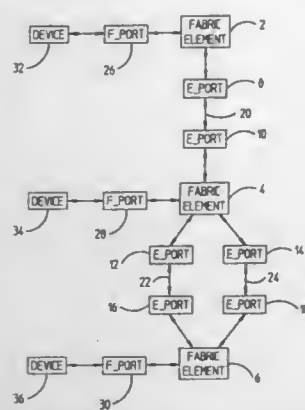 FABRIC
ELEMENT
2
DEVICE
F_PORT
32
26
E_PORT
8
20
E_PORT
10
FABRIC
ELEMENT
4
DEVICE
F_PORT
34
28
E_PORT
12
E_PORT
14
22
24
E_PORT
16
E_PORT
FABRIC
ELEMENT
6
DEVICE
F_PORT
36
30